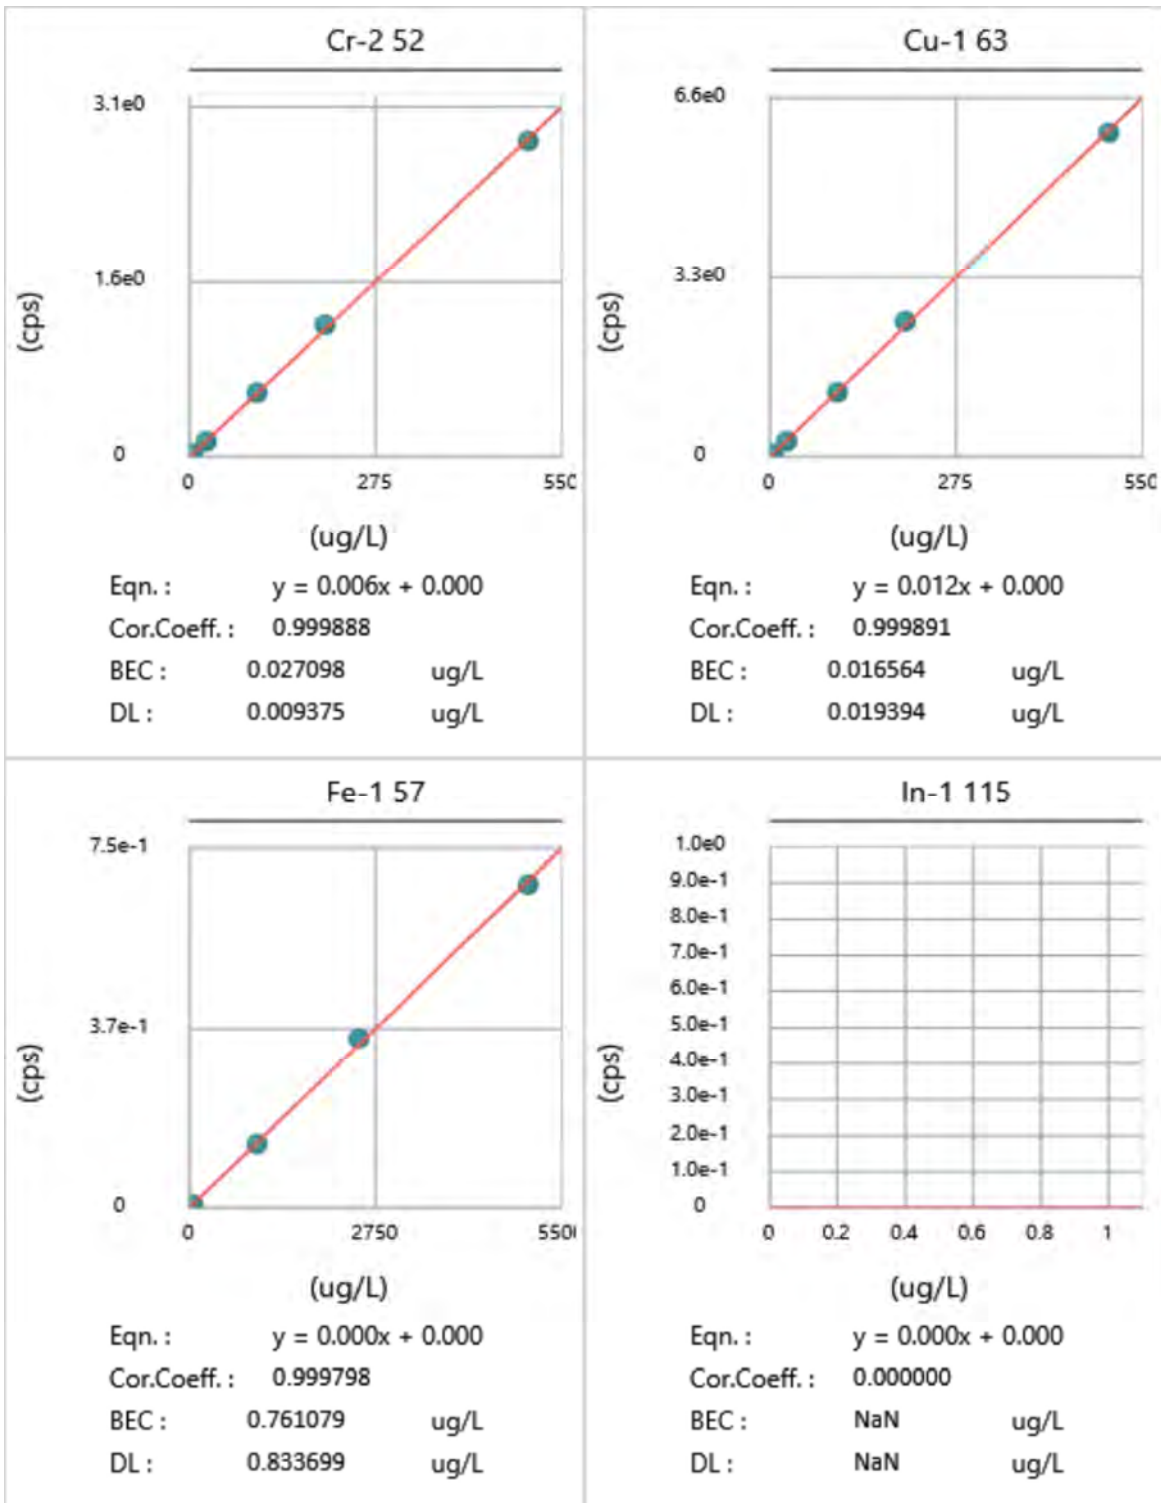 Cr-2 52
3.1e0
1.6e0
0
0 275 550
(cps)
(ug/L)
Eqn. : y = 0.006x + 0.000
Cor.Coeff. : 0.999888
BEC : 0.027098 ug/L
DL : 0.009375 ug/L
Cu-1 63
6.6e0
3.3e0
0
0 275 550
(cps)
(ug/L)
Eqn. : y = 0.012x + 0.000
Cor.Coeff. : 0.999891
BEC : 0.016564 ug/L
DL : 0.019394 ug/L
Fe-1 57
7.5e-1
3.7e-1
0
0 2750 5500
(cps)
(ug/L)
Eqn. : y = 0.000x + 0.000
Cor.Coeff. : 0.999798
BEC : 0.761079 ug/L
DL : 0.833699 ug/L
In-1 115
1.0e0
9.0e-1
8.0e-1
7.0e-1
6.0e-1
5.0e-1
4.0e-1
3.0e-1
2.0e-1
1.0e-1
0
0 0.2 0.4 0.6 0.8 1
(cps)
(ug/L)
Eqn. : y = 0.000x + 0.000
Cor.Coeff. : 0.000000
BEC : NaN ug/L
DL : NaN ug/L